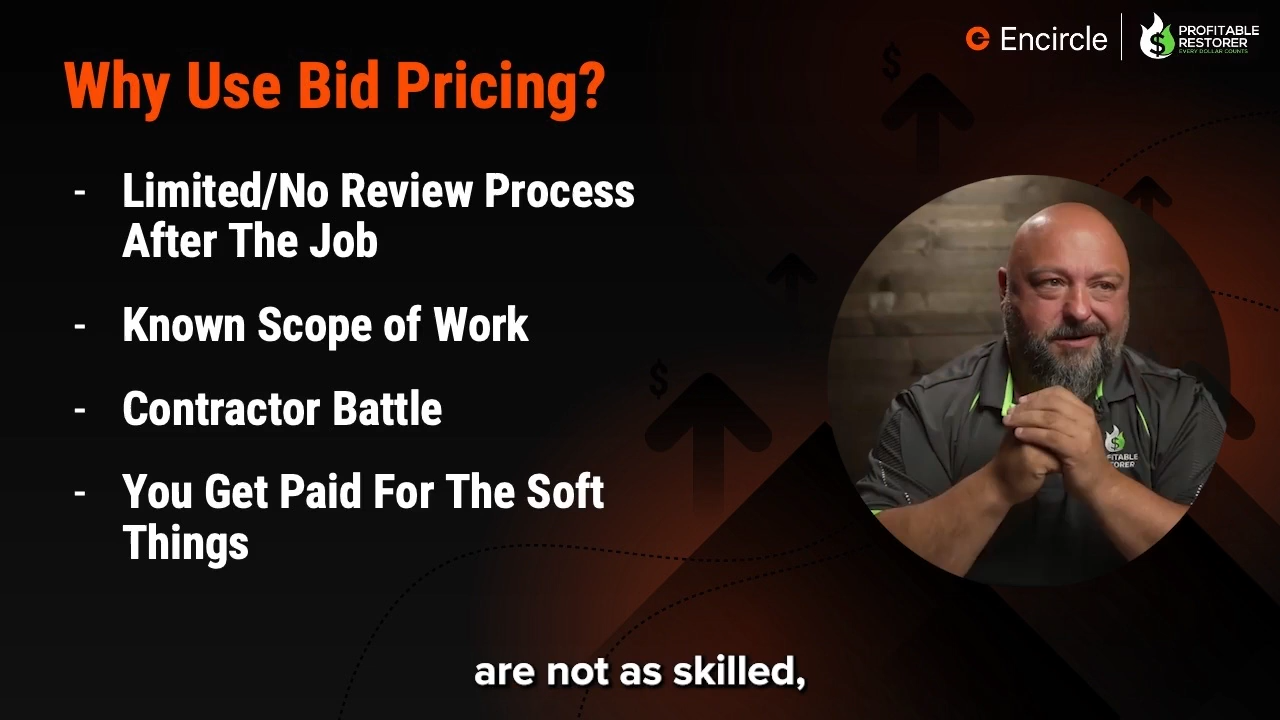 Encircle
PROFITABLE
RESTORER
EVERY DOLLAR COUNTS
Why Use Bid Pricing?
- Limited/No Review Process
After The Job
- Known Scope of Work
- Contractor Battle
- You Get Paid For The Soft
Things
$
$
$
RESTORER
are not as skilled,